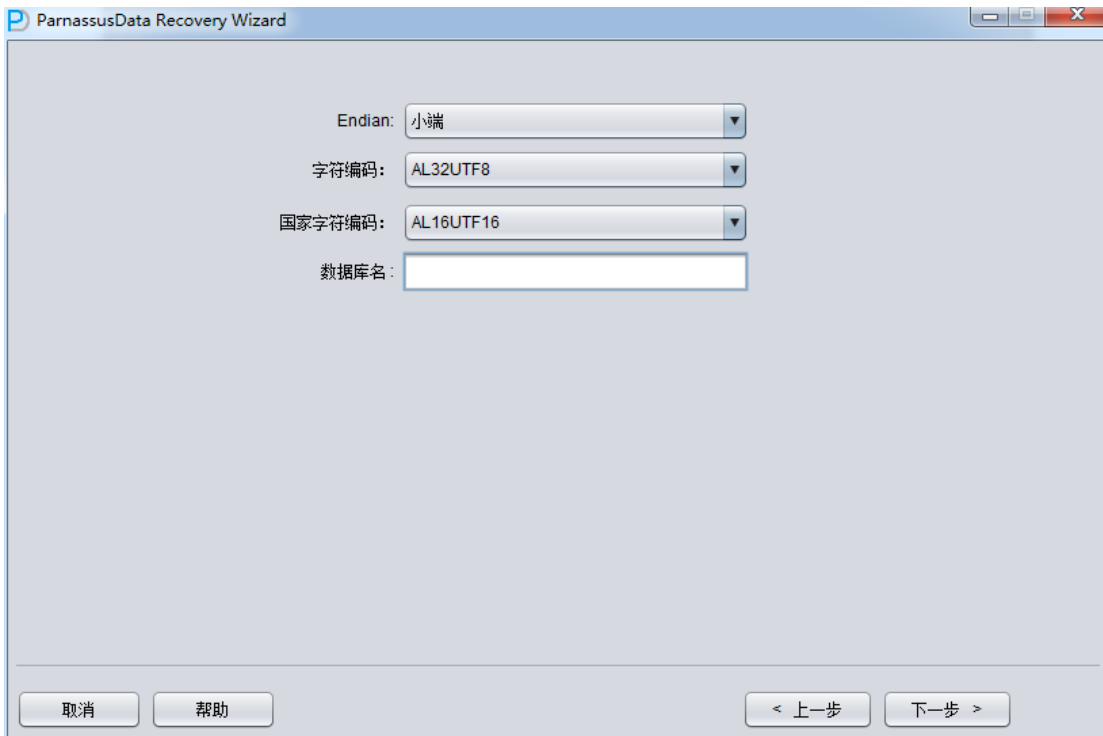 ParnassusData Recovery Wizard
Endian: 小端
字符编码： AL32UTF8
国家字符编码： AL16UTF16
数据库名：
取消 帮助 < 上一步 下一步 >